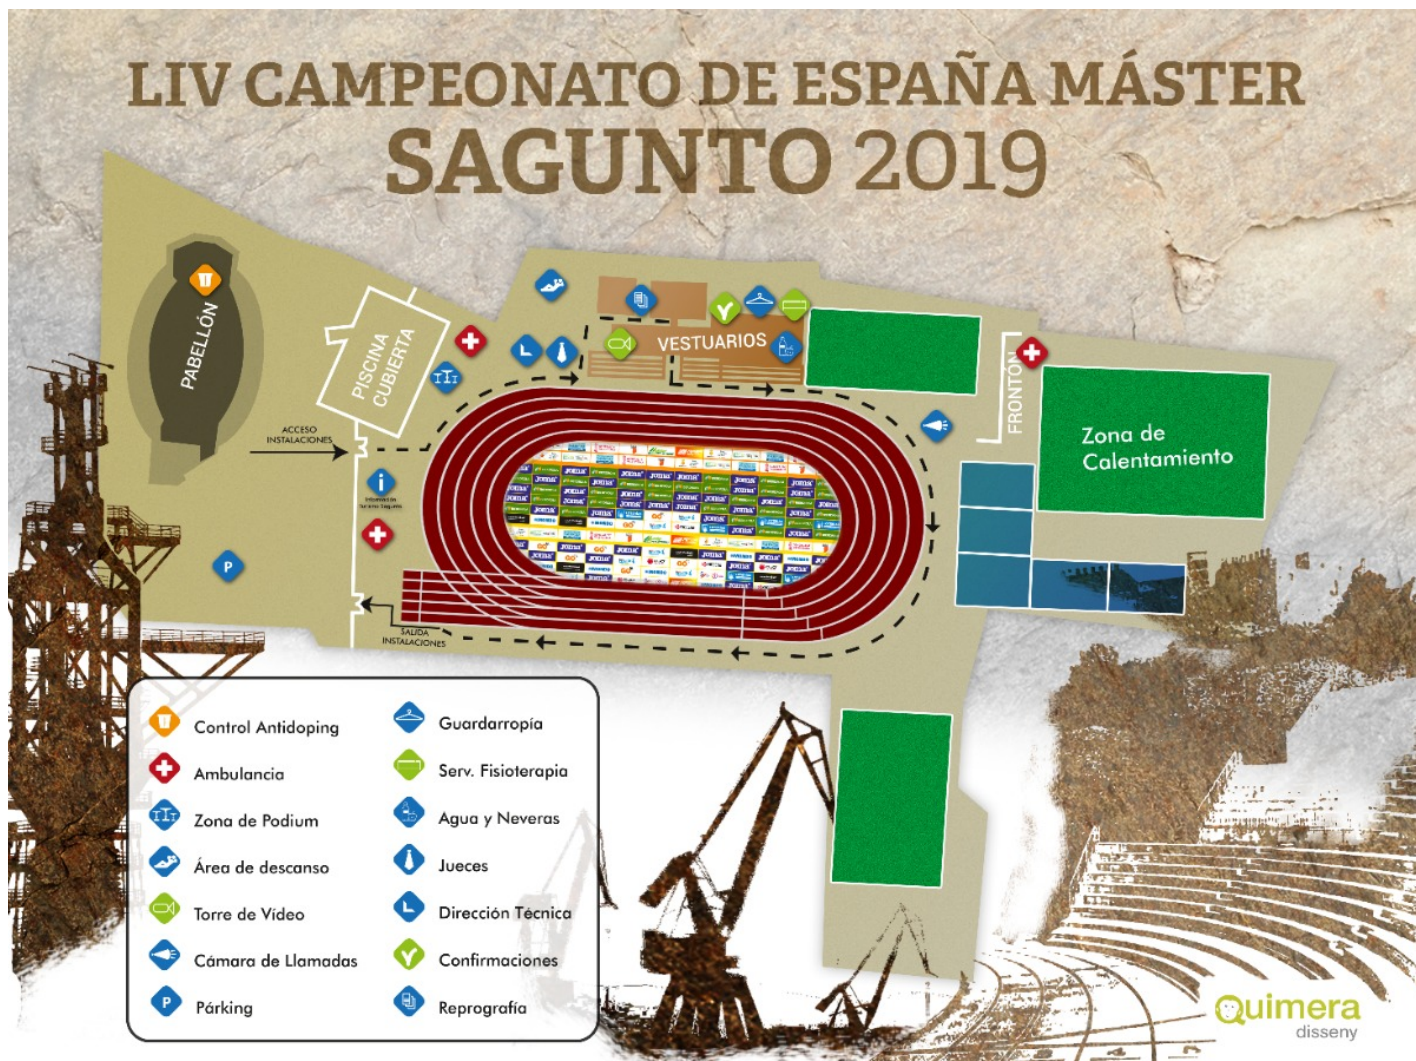 LIV CAMPEONATO DE ESPAÑA MÁSTER
SAGUNTO 2019
PABELLÓN
PISCINA
CUBIERTA
VESTUARIOS
FRONTÓN
Zona de
Calentamiento
ACCESO
INSTALACIONES
i
P
SALIDA
INSTALACIONES
Control Antidoping
Ambulancia
Zona de Podium
Área de descanso
Torre de Vídeo
Cámara de Llamadas
P
Párking
Guardarropía
Serv. Fisioterapia
Agua y Neveras
Jueces
Dirección Técnica
Confirmaciones
Reprografía
Quimera
disseny